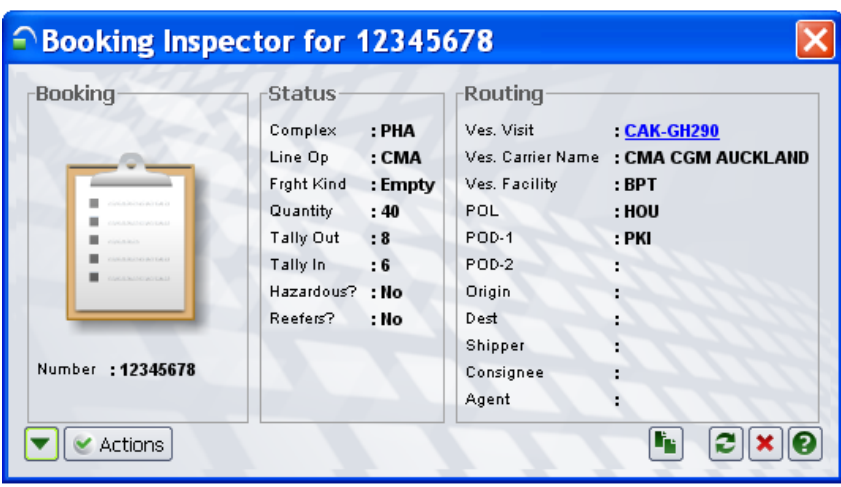 Booking Inspector for 12345678
Booking
Number : 12345678
Status
Complex : PHA
Line Op : CMA
Frght Kind : Empty
Quantity : 40
Tally Out : 8
Tally In : 6
Hazardous? : No
Reefers? : No
Routing
Ves. Visit : CAK-GH290
Ves. Carrier Name : CMA CGM AUCKLAND
Ves. Facility : BPT
POL : HOU
POD-1 : PKI
POD-2 :
Origin :
Dest :
Shipper :
Consignee :
Agent :
Actions